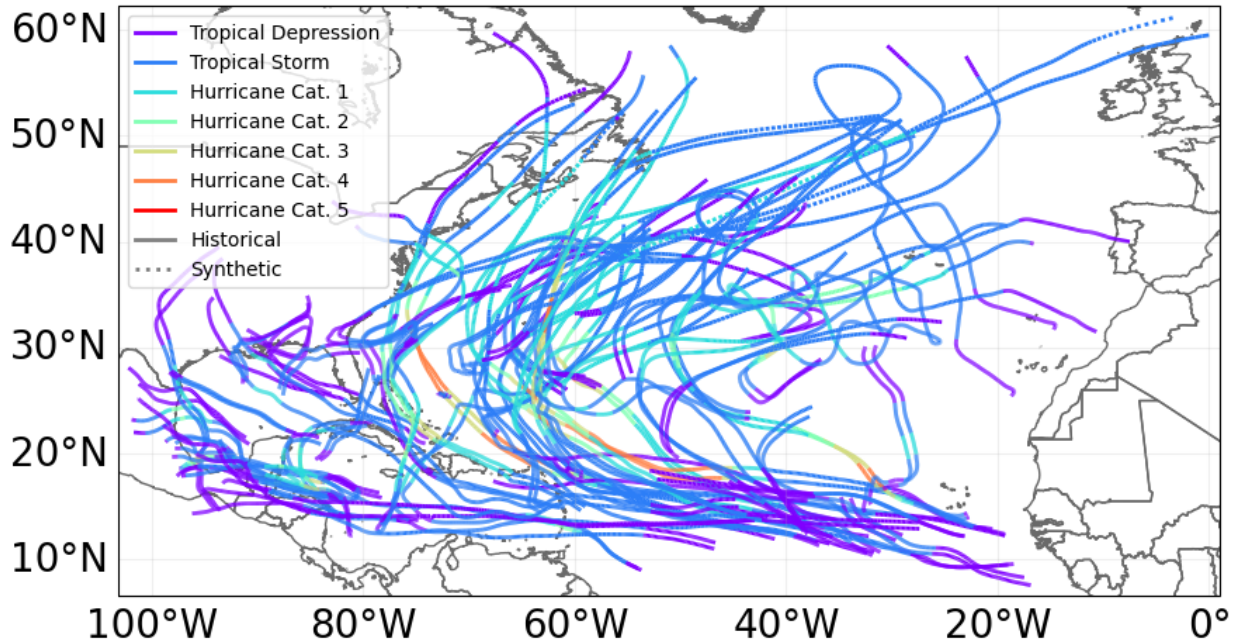 60°N
50°N
40°N
30°N
20°N
10°N
Tropical Depression
Tropical Storm
Hurricane Cat. 1
Hurricane Cat. 2
Hurricane Cat. 3
Hurricane Cat. 4
Hurricane Cat. 5
Historical
Synthetic
100°W 80°W 60°W 40°W 20°W 0°